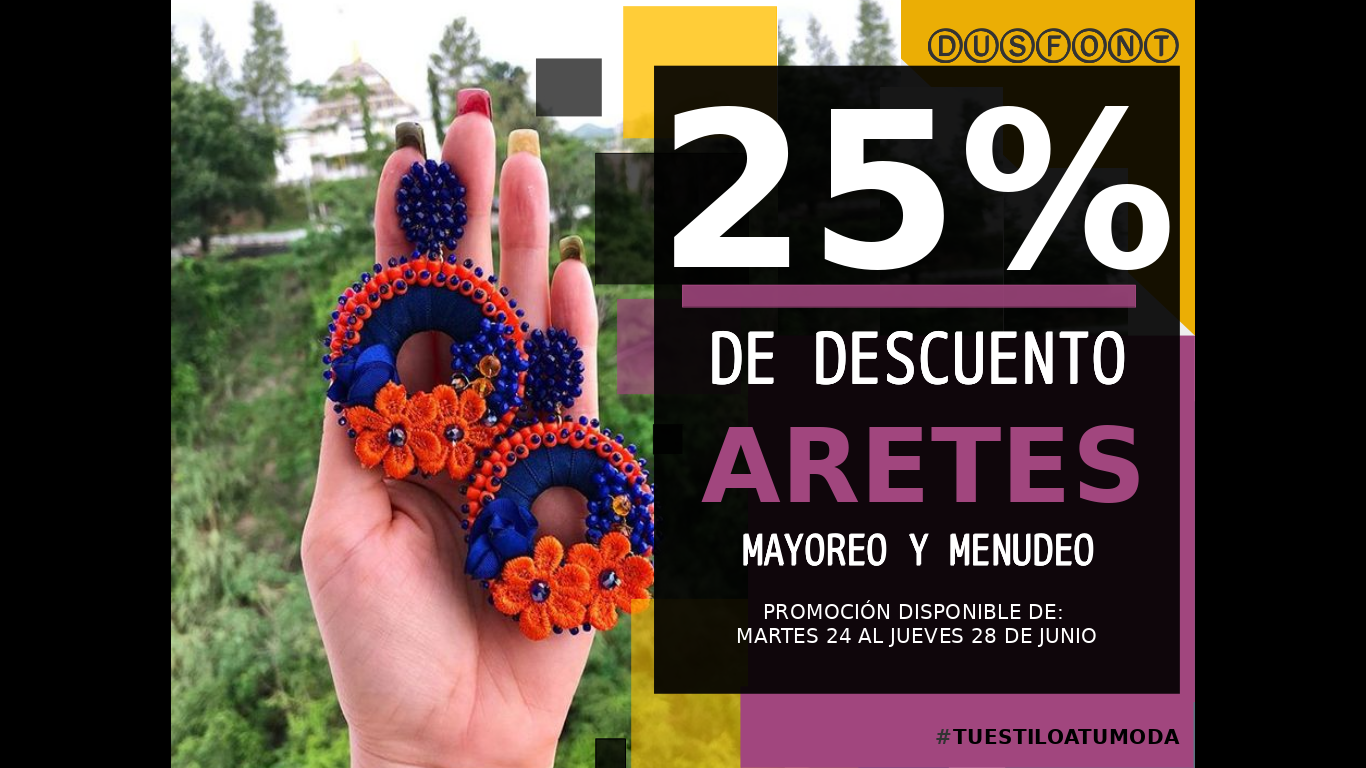 DUSFONT
25%
DE DESCUENTO
ARETES
MAYOREO Y MENUDEO
PROMOCIÓN DISPONIBLE DE:
MARTES 24 AL JUEVES 28 DE JUNIO
#TUESTILOATUMODA